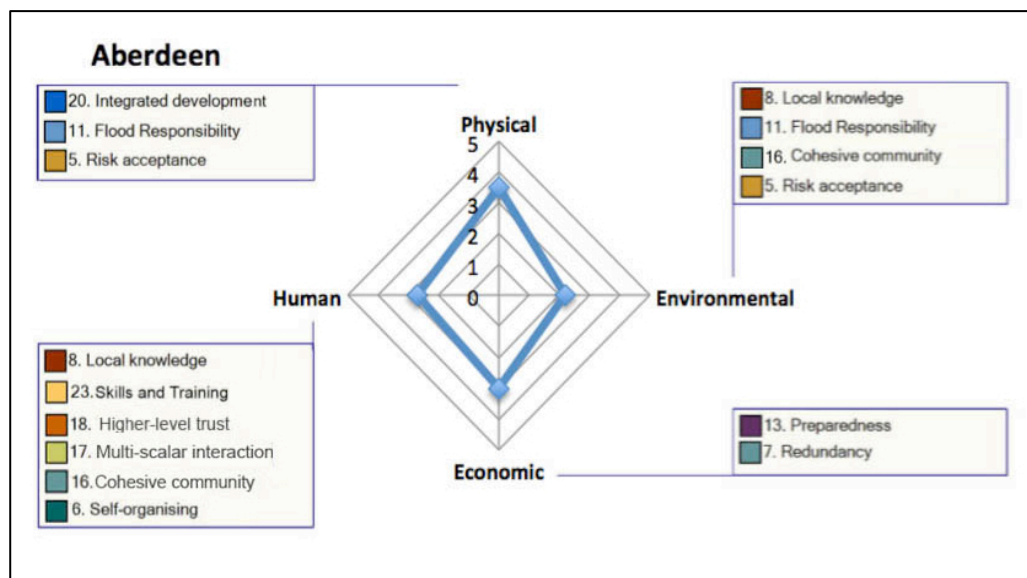 Aberdeen
20. Integrated development
11. Flood Responsibility
5. Risk acceptance
8. Local knowledge
11. Flood Responsibility
16. Cohesive community
5. Risk acceptance
Physical
5
4
3
2
1
0
Human
Environmental
Economic
8. Local knowledge
23. Skills and Training
18. Higher-level trust
17. Multi-scalar interaction
16. Cohesive community
6. Self-organising
13. Preparedness
7. Redundancy